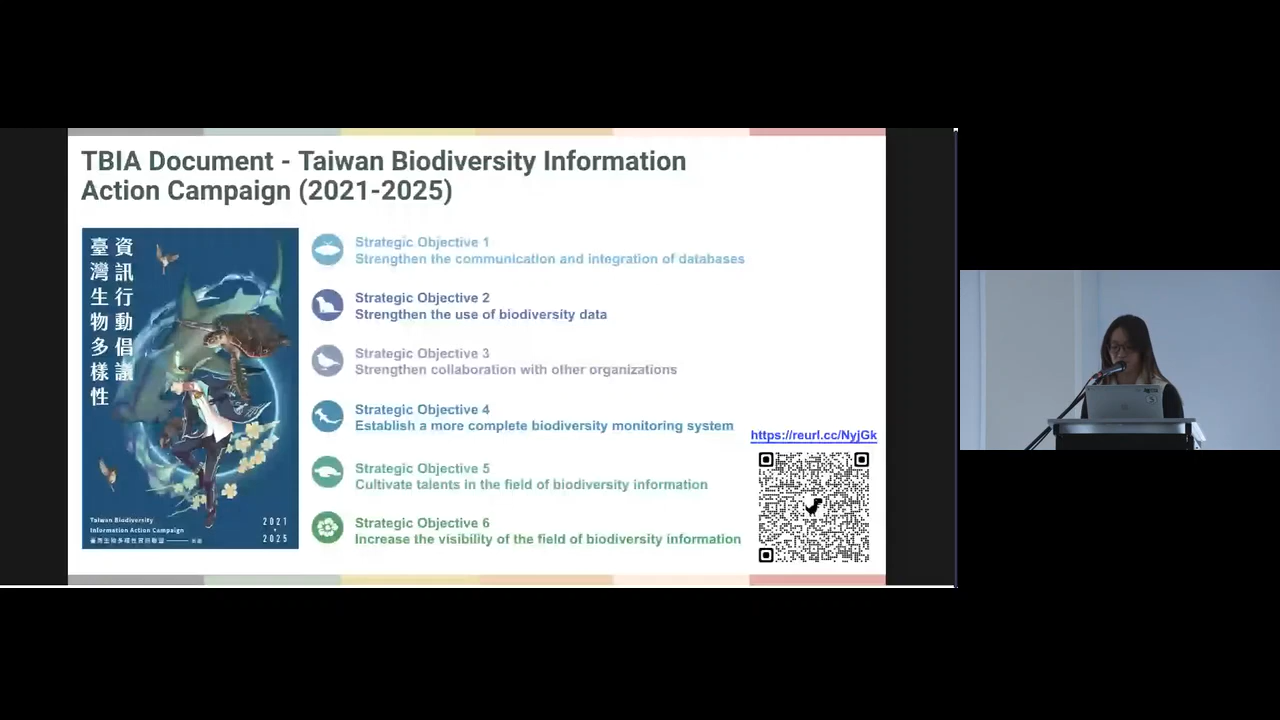 TBIA Document - Taiwan Biodiversity Information
Action Campaign (2021-2025)
資訊行動倡議
臺灣生物多樣性
Taiwan Biodiversity
Information Action Campaign
2021
2025
Strategic Objective 1
Strengthen the communication and integration of databases
Strategic Objective 2
Strengthen the use of biodiversity data
Strategic Objective 3
Strengthen collaboration with other organizations
Strategic Objective 4
Establish a more complete biodiversity monitoring system
Strategic Objective 5
Cultivate talents in the field of biodiversity information
Strategic Objective 6
Increase the visibility of the field of biodiversity information
https://reurl.cc/NyjGk